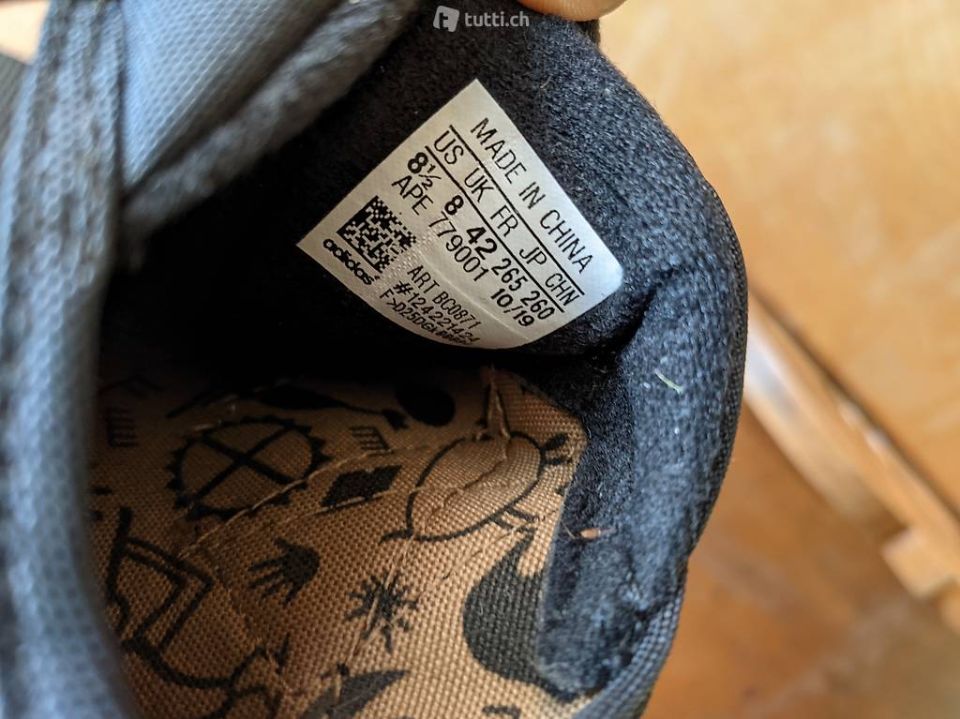 tutti.ch
MADE IN CHINA
US UK FR JP CHN
8½ 8 42 265 260
APE 779001 10/19
adidas
ART BC0871
#124221424